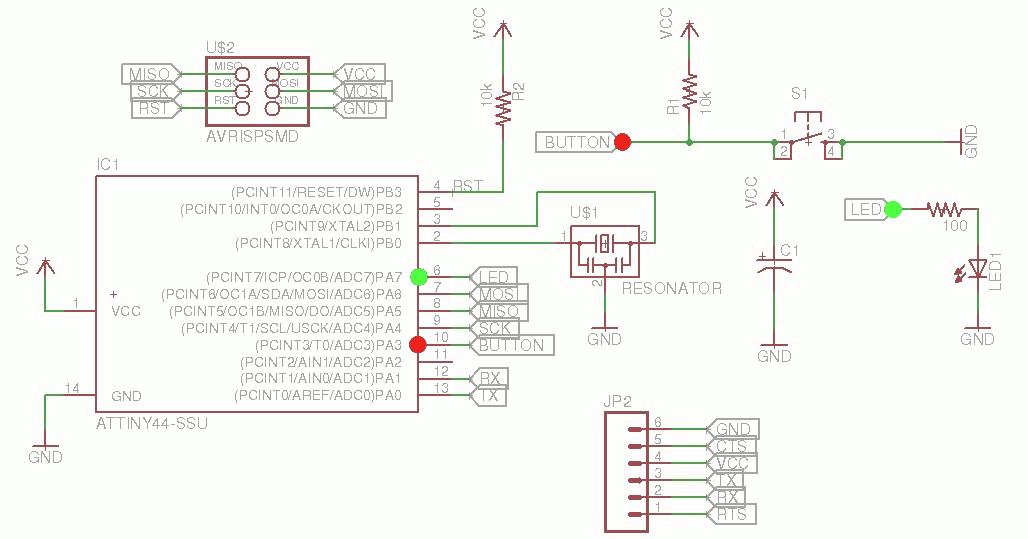 U$2
MISO MISO VCC VCC
SCK SCK MOSI MOSI
RST RST GND GND
AVRISPSMD
VCC
10k
R2
VCC
R1
10k
S1
BUTTON
1 3
2 4
GND
IC1
(PCINT11/RESET/DW)PB3 4 RST
(PCINT10/INT0/OC0A/CKOUT)PB2 5
(PCINT9/XTAL2)PB1 3
(PCINT8/XTAL1/CLKI)PB0 2
(PCINT7/ICP/OC0B/ADC7)PA7 6 LED
(PCINT6/OC1A/SDA/MOSI/ADC6)PA6 7 MOSI
(PCINT5/OC1B/MISO/DO/ADC5)PA5 8 MISO
(PCINT4/T1/SCL/USCK/ADC4)PA4 9 SCK
(PCINT3/T0/ADC3)PA3 10 BUTTON
(PCINT2/AIN1/ADC2)PA2 11
(PCINT1/AIN0/ADC1)PA1 12 RX
(PCINT0/AREF/ADC0)PA0 13 TX
VCC
1
+
VCC
14
GND
GND
ATTINY44-SSU
U$1
1 3
2
RESONATOR
GND
VCC
+
C1
GND
LED
100
LED1
GND
JP2
6 GND
5 CTS
4 VCC
3 TX
2 RX
1 RTS